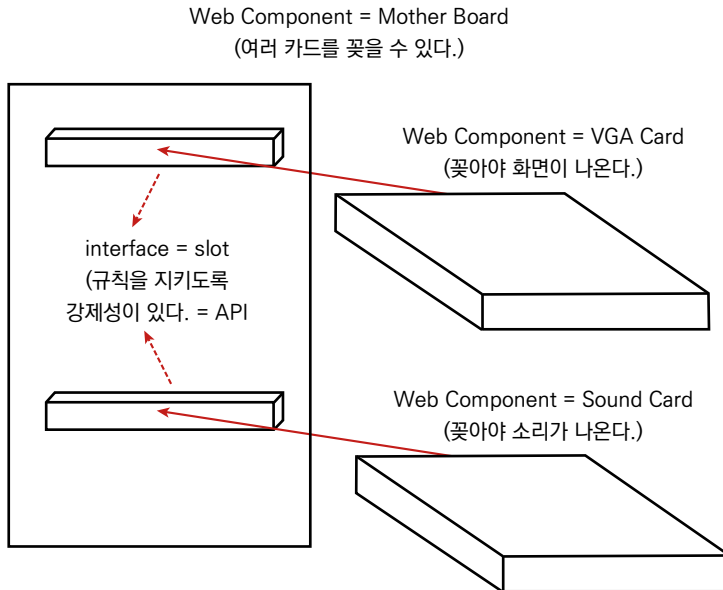 Web Component = Mother Board
(여러 카드를 꽂을 수 있다.)
Web Component = VGA Card
(꽂아야 화면이 나온다.)
interface = slot
(규칙을 지키도록
강제성이 있다. = API
Web Component = Sound Card
(꽂아야 소리가 나온다.)